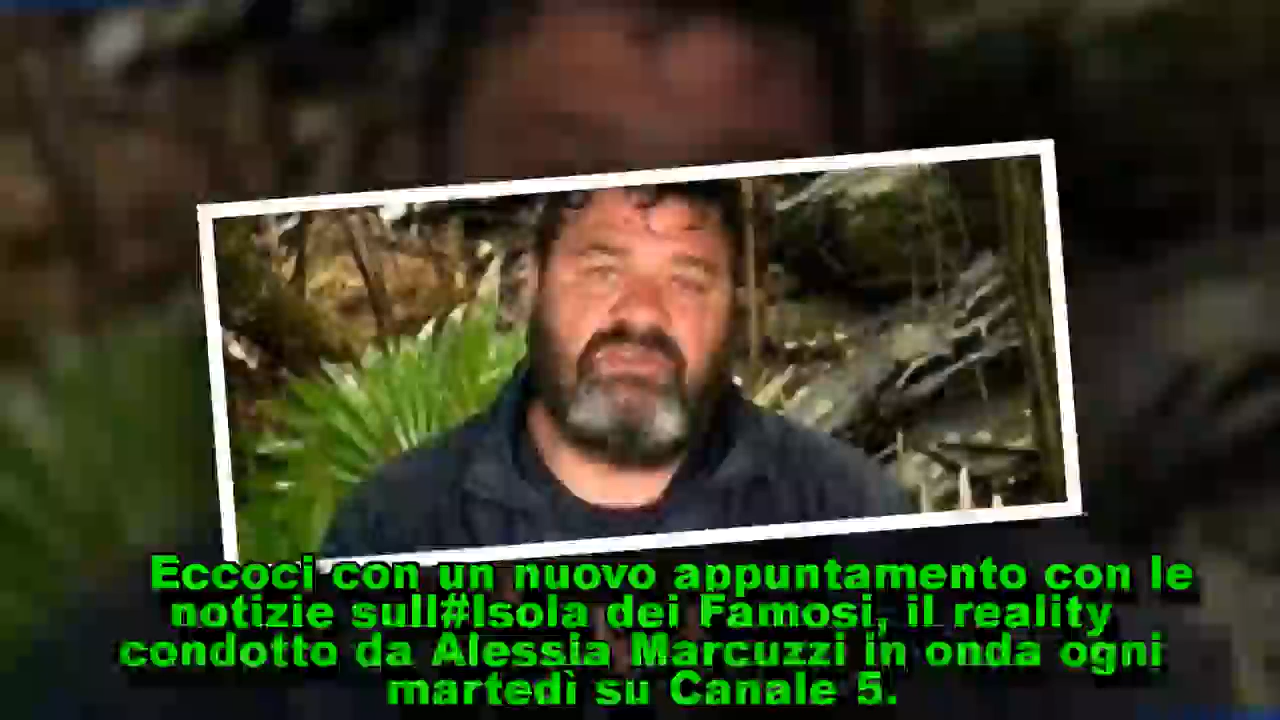 Eccoci con un nuovo appuntamento con le
notizie sull#Isola dei Famosi, il reality
condotto da Alessia Marcuzzi in onda ogni
martedì su Canale 5.